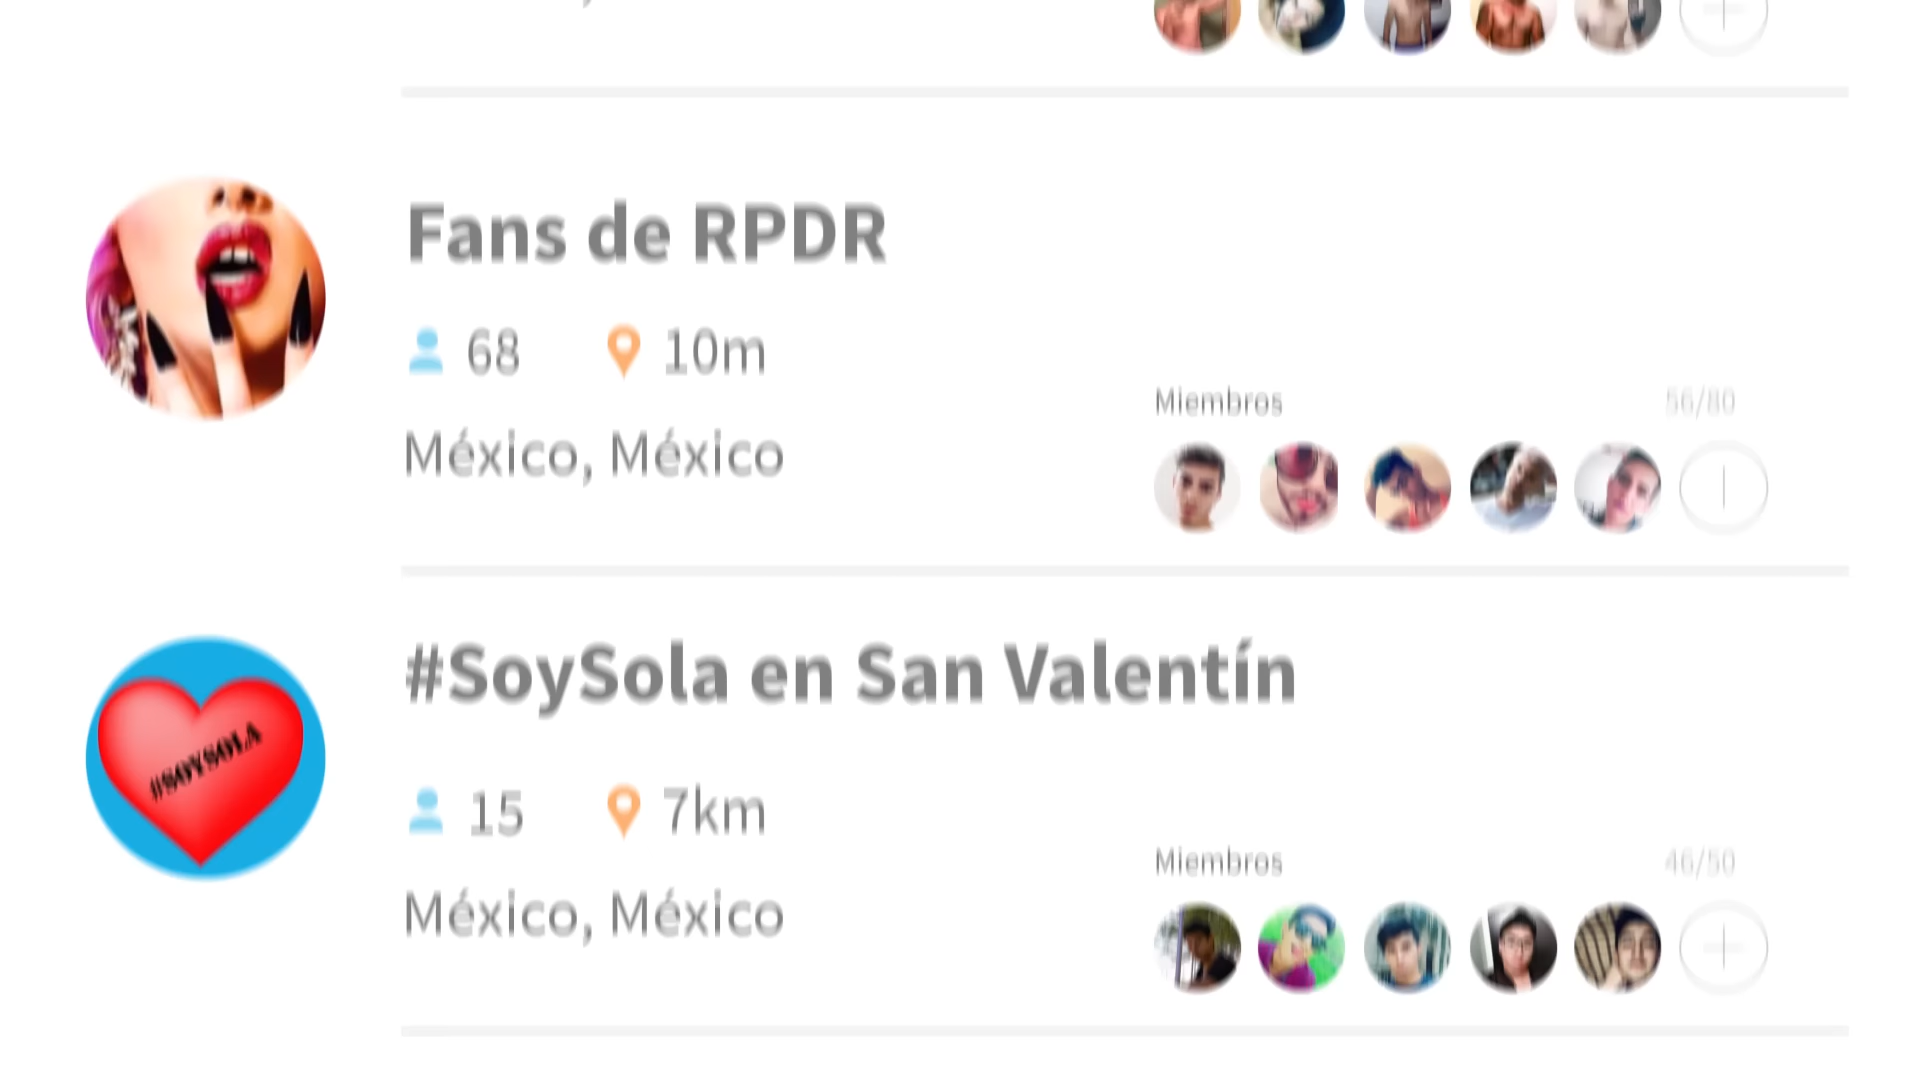 Fans de RPDR
68 10m
Miembros 56/80
México, México
#SoySola en San Valentín
#SOYSOLA
15 7km
Miembros 46/50
México, México